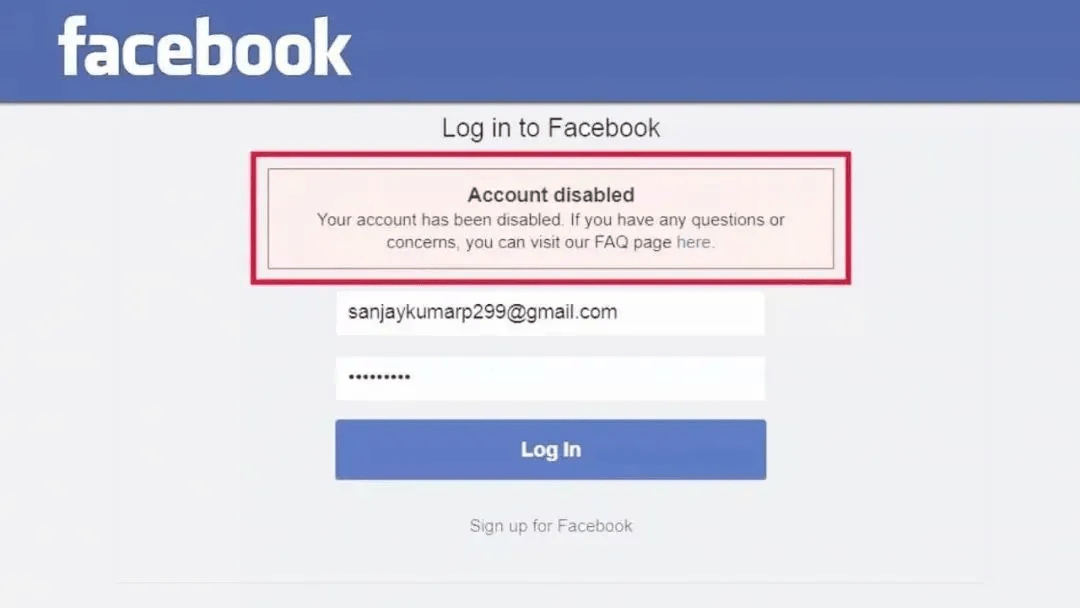 facebook
Log in to Facebook
Account disabled
Your account has been disabled. If you have any questions or
concerns, you can visit our FAQ page here.
sanjaykumarp299@gmail.com
•••••••••
Log In
Sign up for Facebook